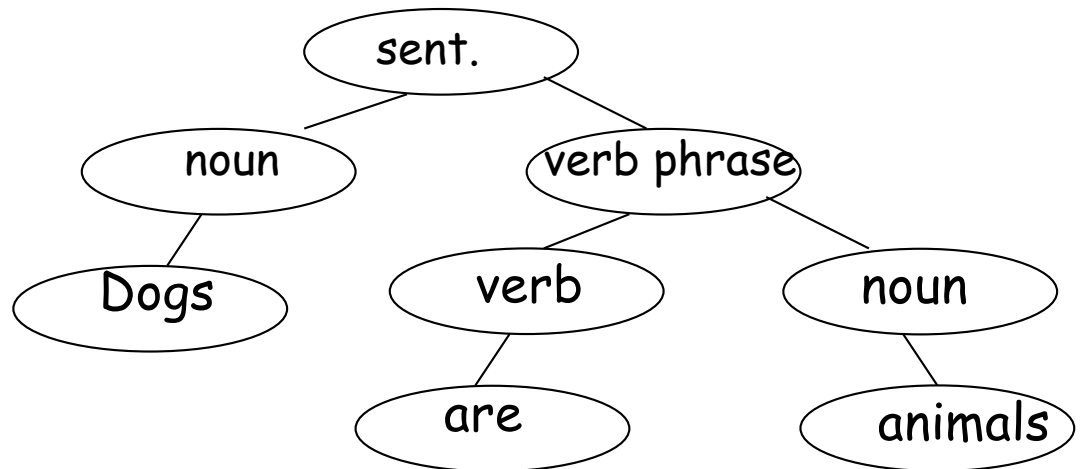 sent.
noun
verb phrase
Dogs
verb
noun
are
animals